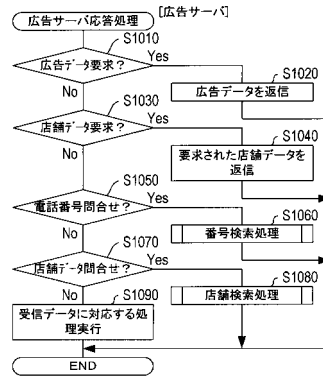 [広告サーバ]
広告サーバ応答処理
S1010
広告データ要求?
Yes
No
S1020
広告データを返信
S1030
店舗データ要求?
Yes
No
S1040
要求された店舗データを
返信
S1050
電話番号問合せ?
Yes
No
S1060
番号検索処理
S1070
店舗データ問合せ?
Yes
No
S1080
店舗検索処理
S1090
受信データに対応する処
理実行
END